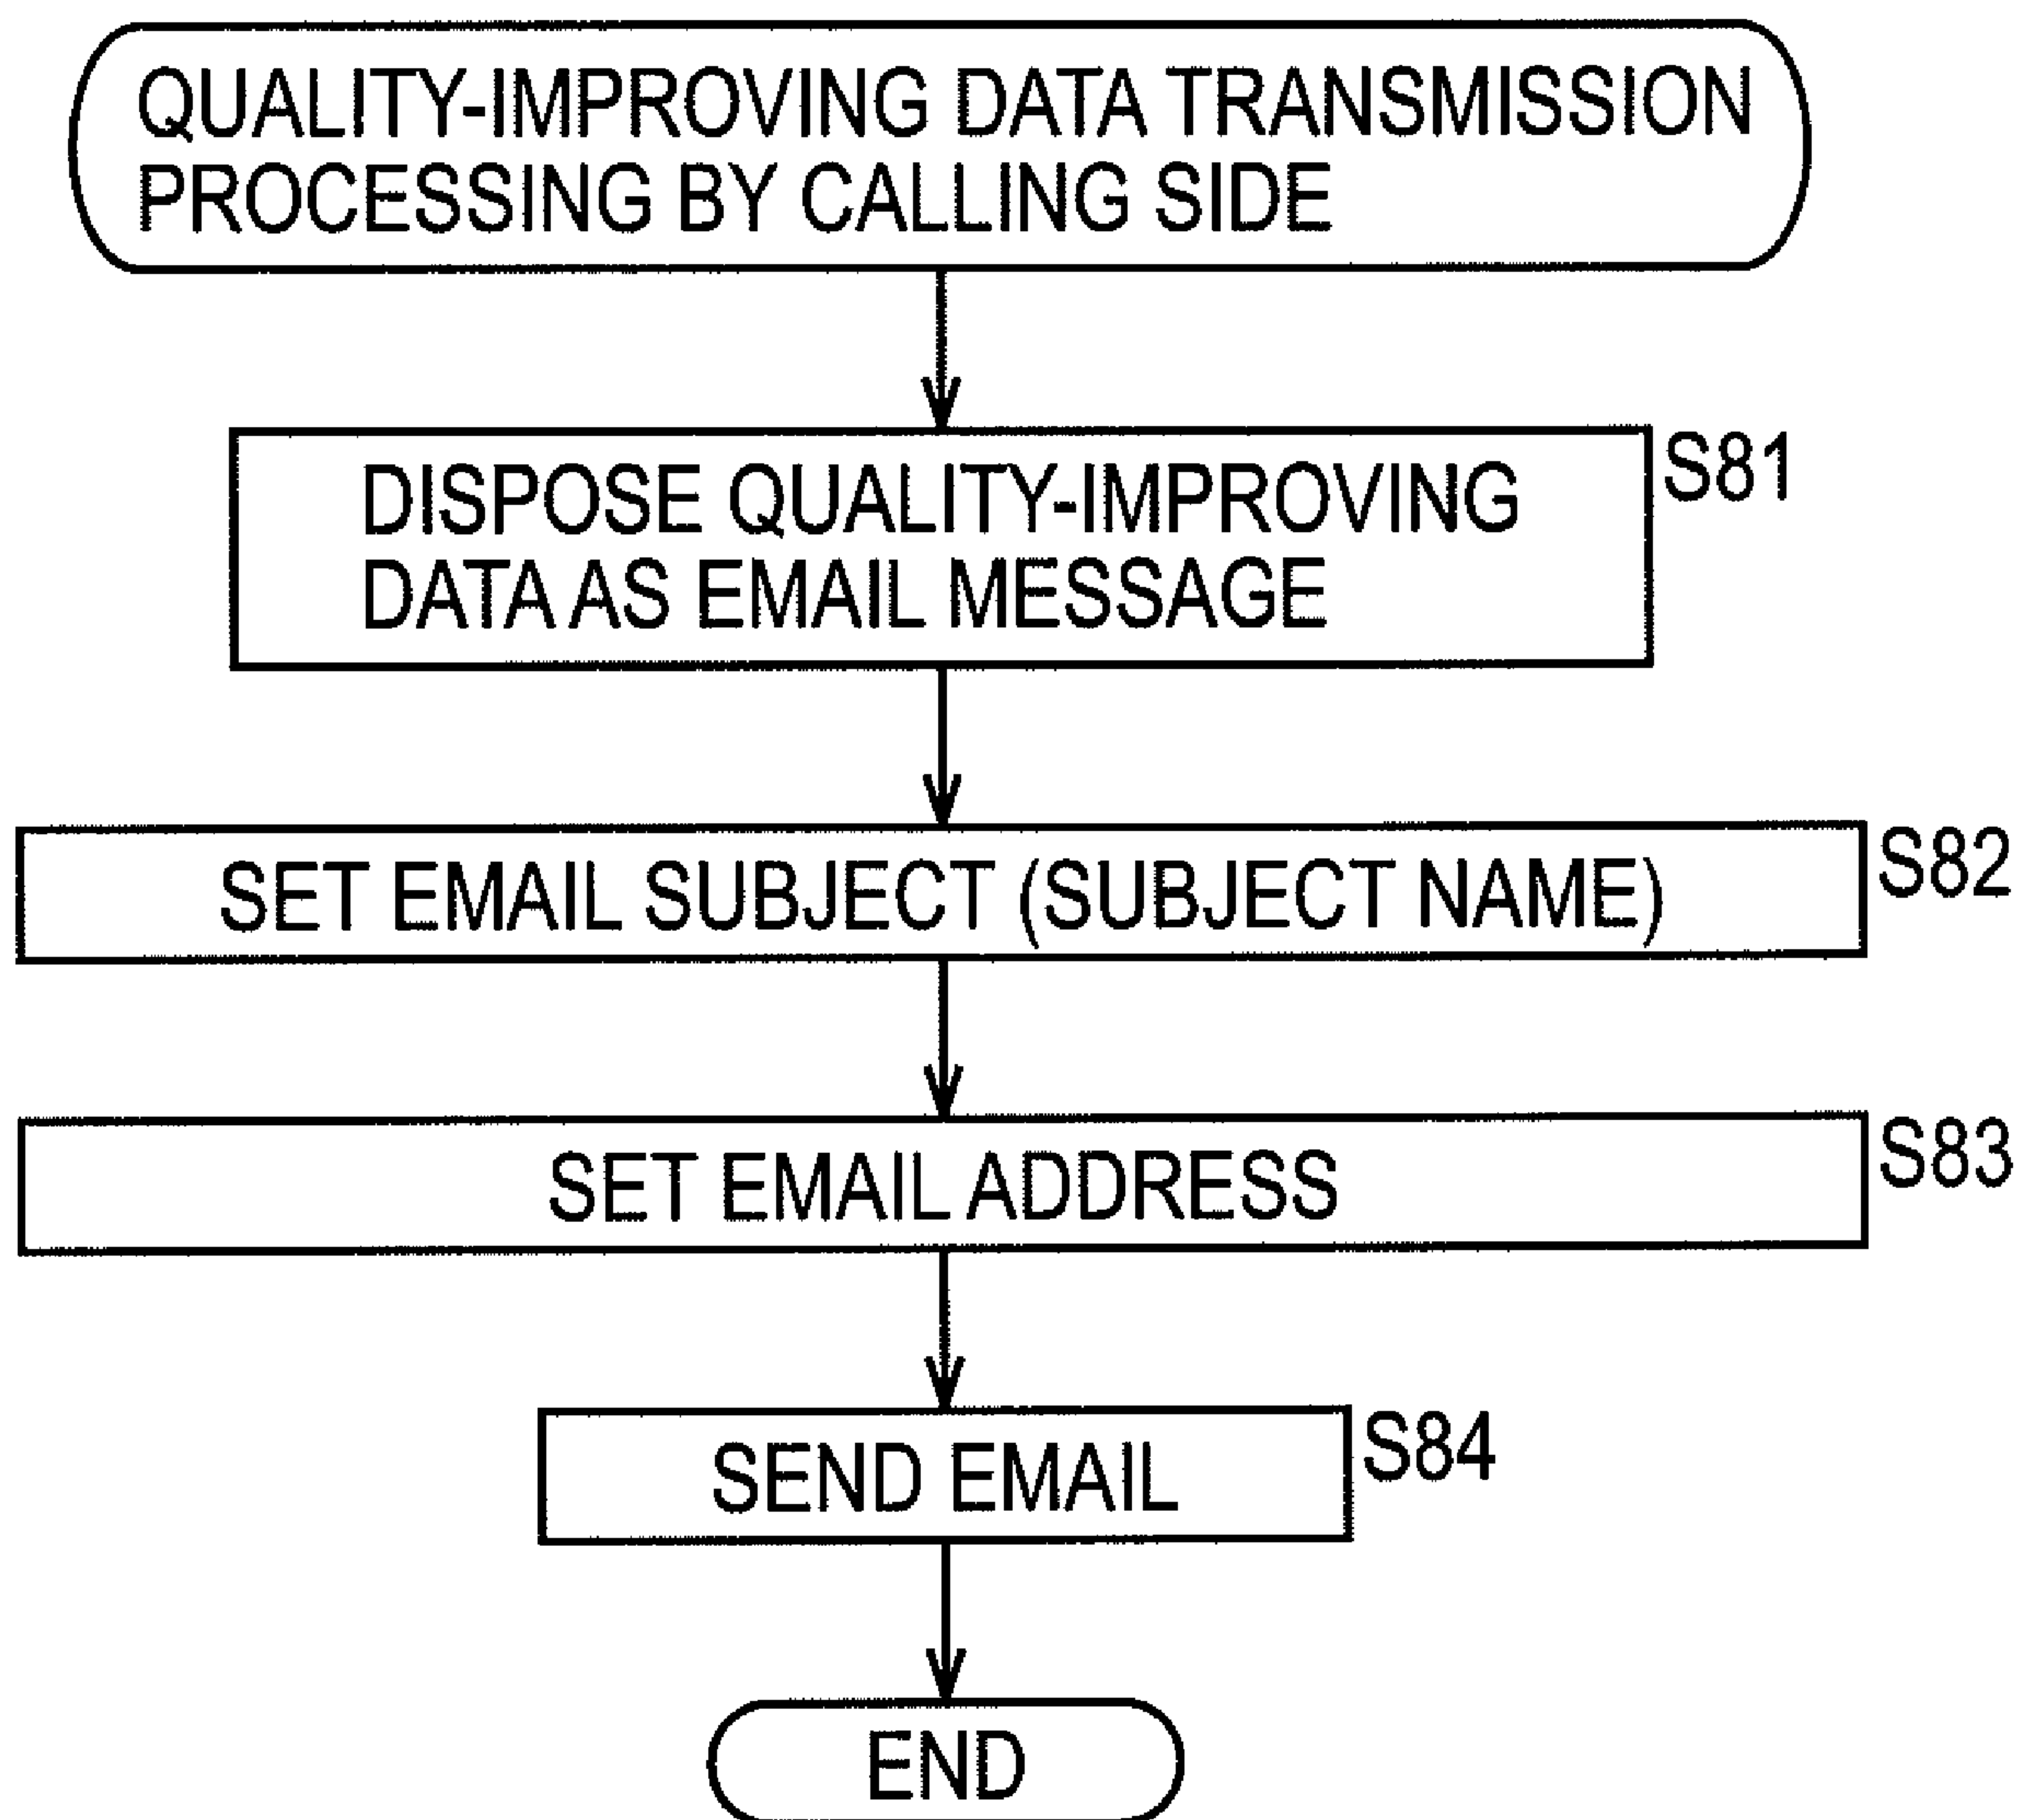 QUALITY-IMPROVING DATA TRANSMISSION
PROCESSING BY CALLING SIDE
S81
DISPOSE QUALITY-IMPROVING
DATA AS EMAIL MESSAGE
S82
SET EMAIL SUBJECT (SUBJECT NAME)
S83
SET EMAIL ADDRESS
S84
SEND EMAIL
END